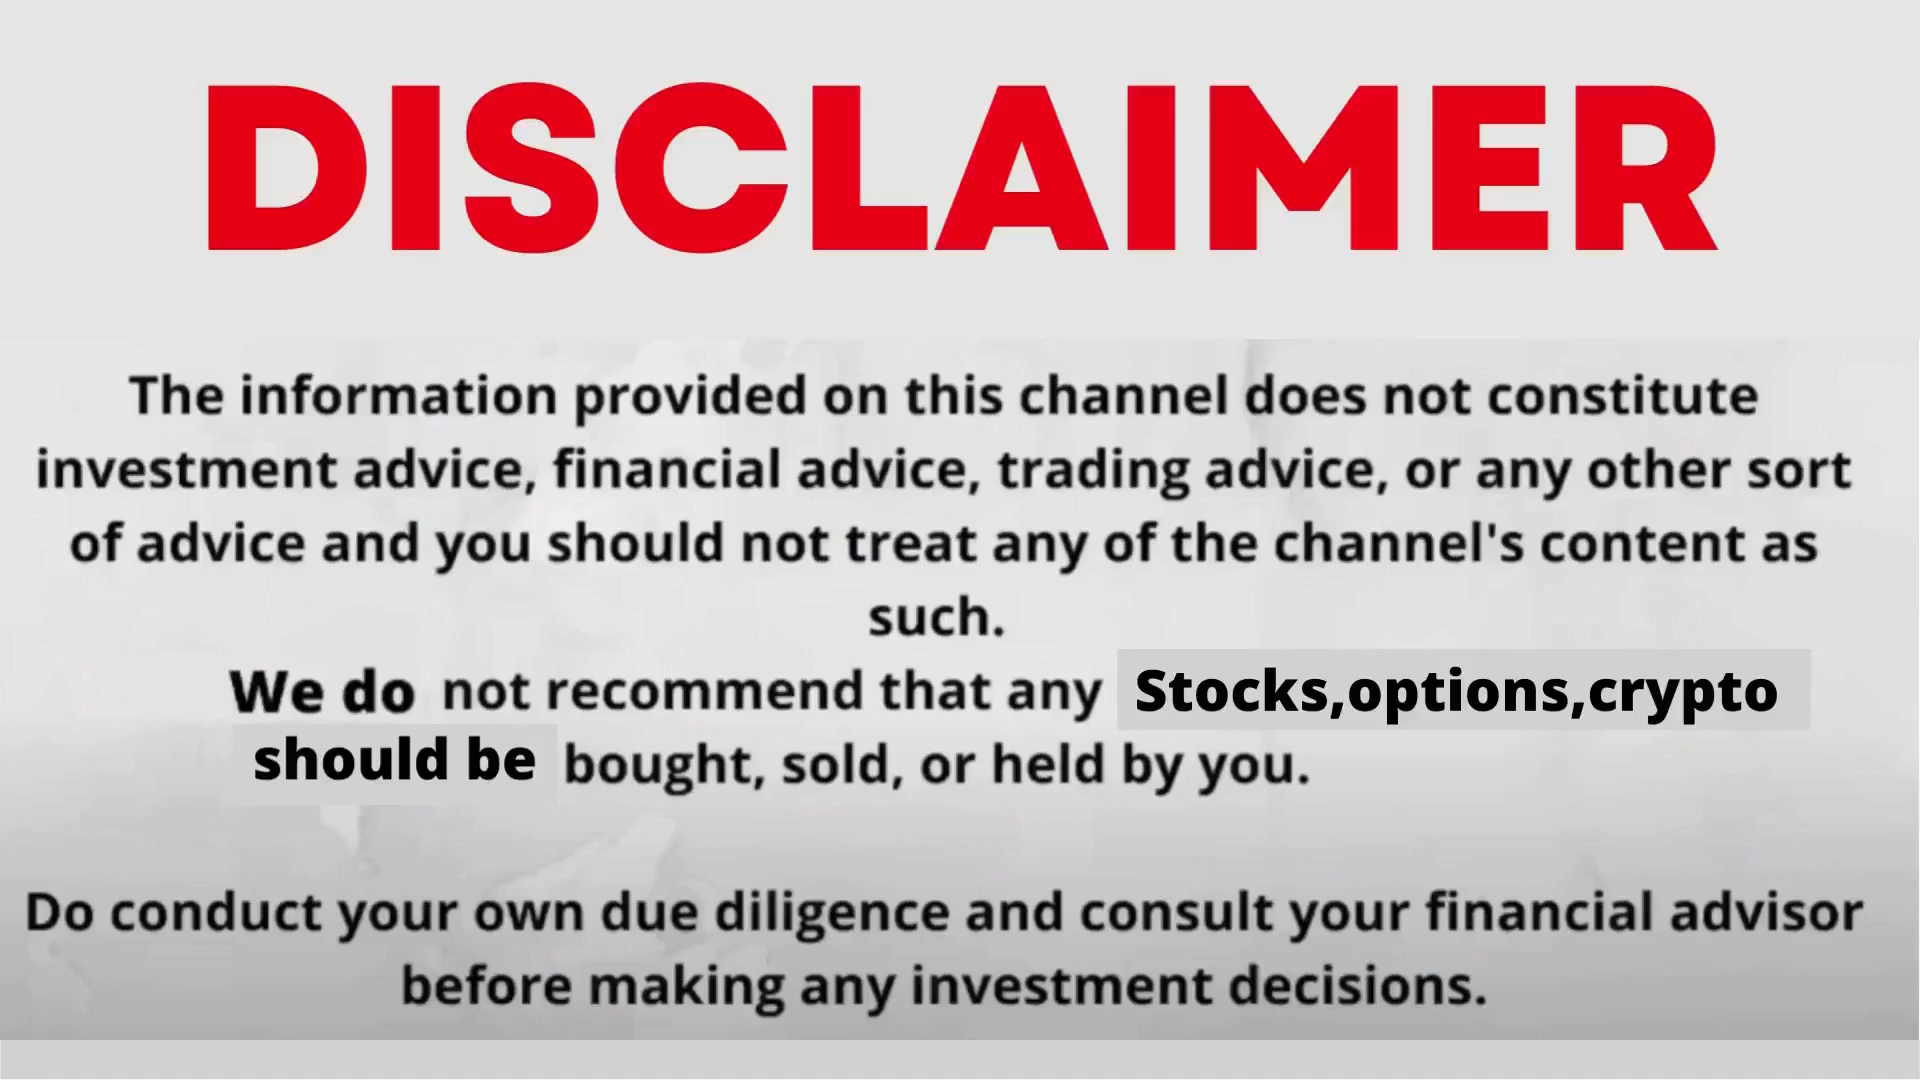 DISCLAIMER
The information provided on this channel does not constitute
investment advice, financial advice, trading advice, or any other sort
of advice and you should not treat any of the channel's content as
such.
We do not recommend that any Stocks,options,crypto
should be bought, sold, or held by you.
Do conduct your own due diligence and consult your financial advisor
before making any investment decisions.